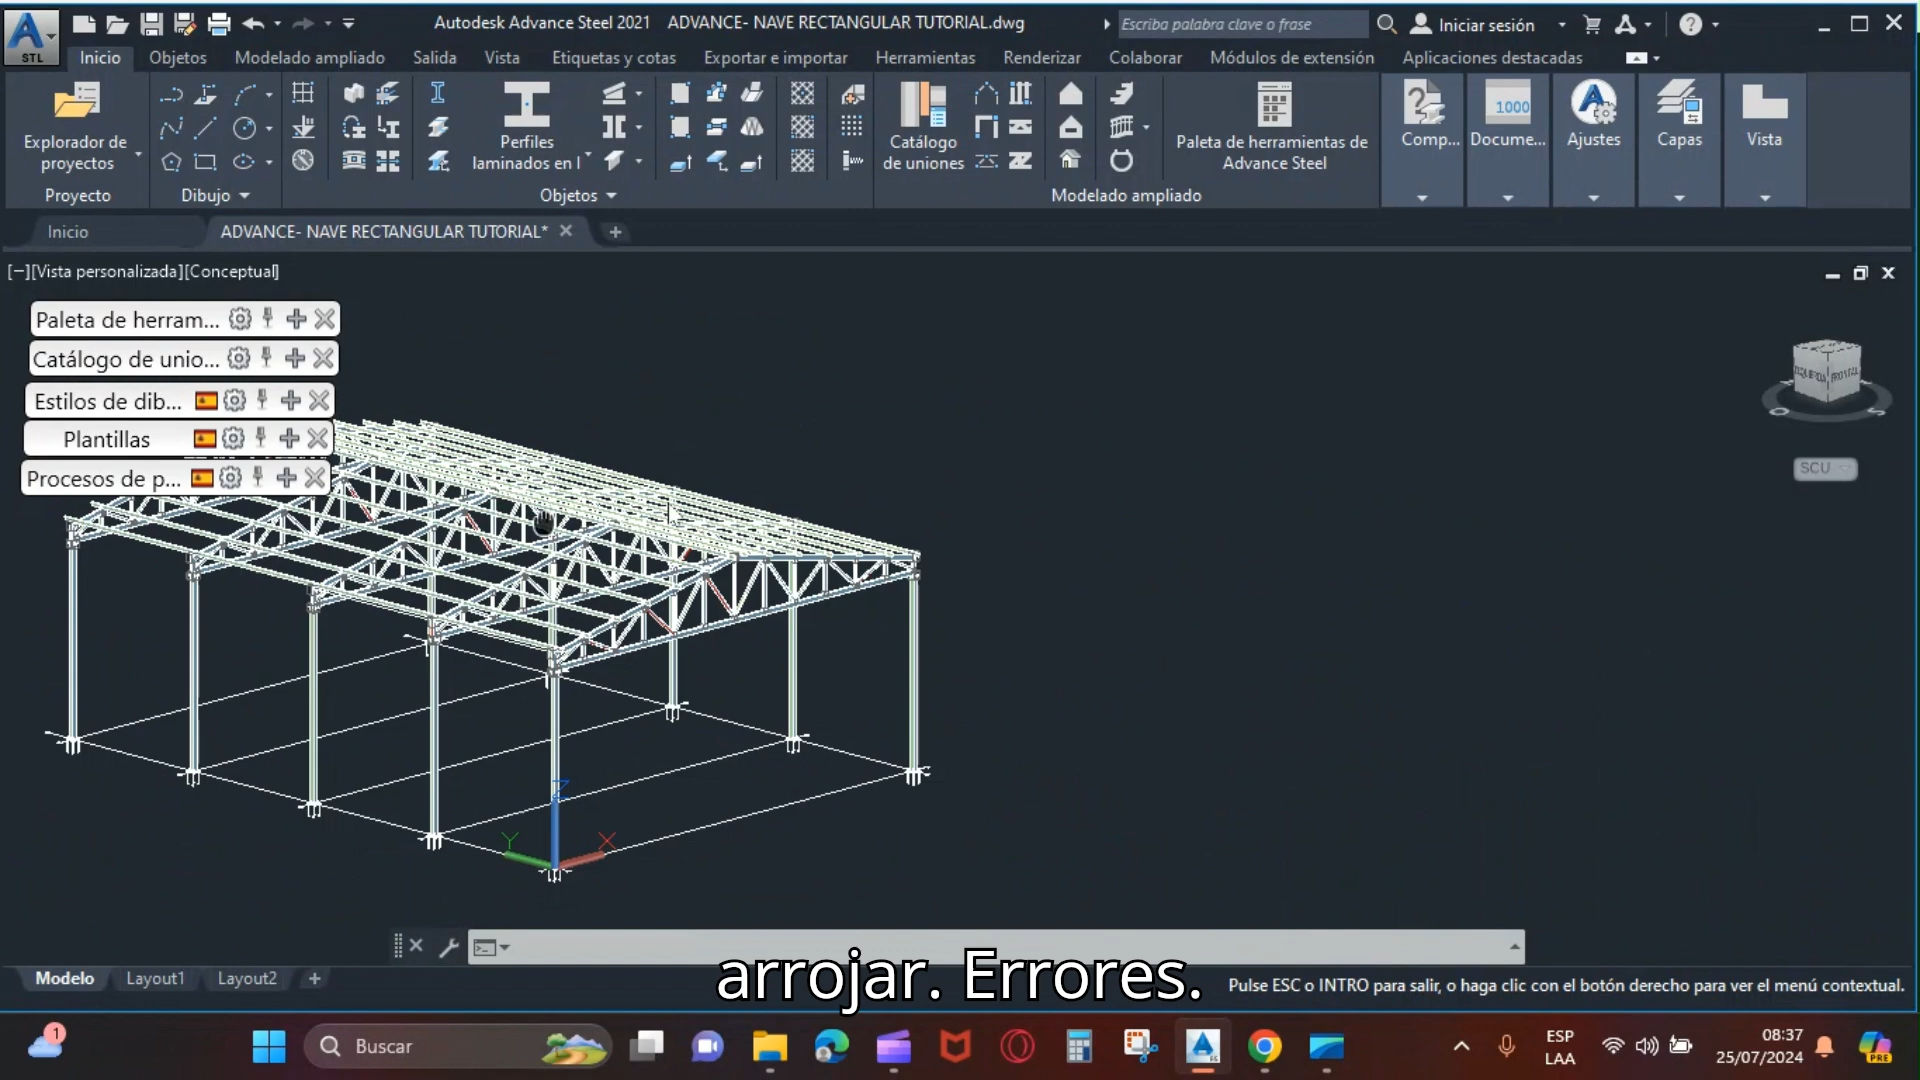 Autodesk Advance Steel 2021 ADVANCE- NAVE RECTANGULAR TUTORIAL.dwg
Escriba palabra clave o frase
Iniciar sesión
STL
Inicio Objetos Modelado ampliado Salida Vista Etiquetas y cotas Exportar e importar Herramientas Renderizar Colaborar Módulos de extensión Aplicaciones destacadas
Explorador de
proyectos
Perfiles
laminados en I
Catálogo
de uniones
Paleta de herramientas de
Advance Steel
1000
Comp...
Docume...
Ajustes
Capas
Vista
Proyecto
Dibujo
Objetos
Modelado ampliado
Inicio
ADVANCE- NAVE RECTANGULAR TUTORIAL*
[−][Vista personalizada][Conceptual]
Paleta de herram...
Catálogo de unio...
Estilos de dib...
Plantillas
Procesos de p...
FRONTAL
SCU
Z
Y
X
arrojar. Errores.
Modelo Layout1 Layout2
Pulse ESC o INTRO para salir, o haga clic con el botón derecho para ver el menú contextual.
1
Buscar
ESP
LAA
08:37
25/07/2024
PRE